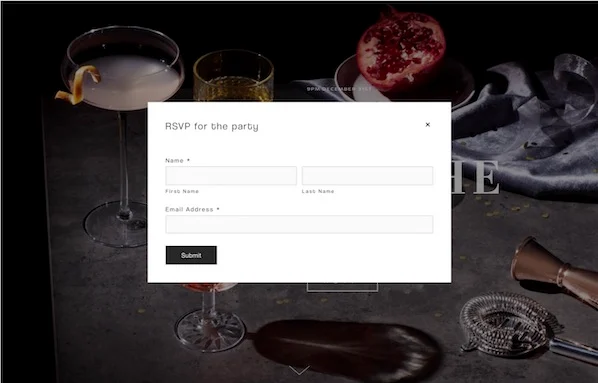 8PM DECEMBER 31ST
RSVP for the party
×
HE
Name *
First Name Last Name
Email Address *
Submit